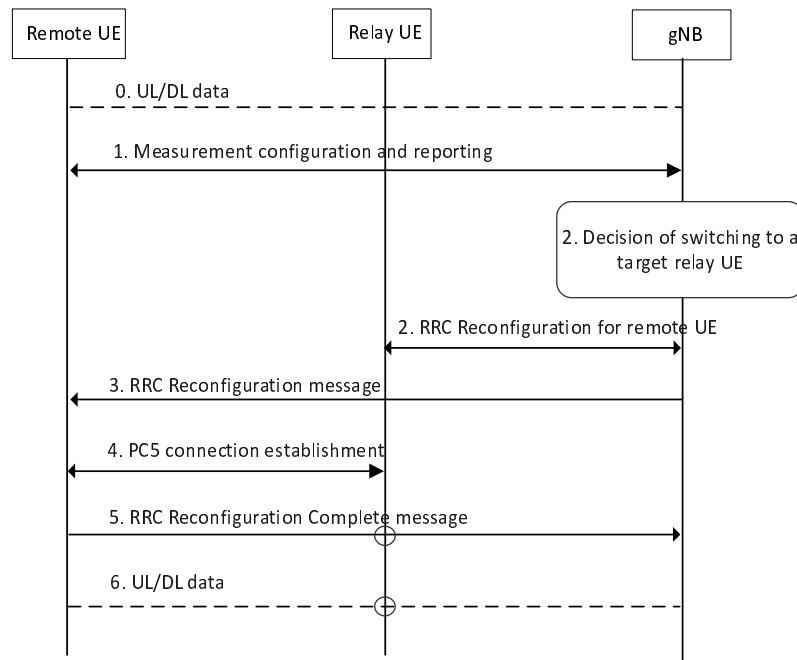 Remote UE
Relay UE
gNB
0. UL/DL data
1. Measurement configuration and reporting
2. Decision of switching to a
target relay UE
2. RRC Reconfiguration for remote UE
3. RRC Reconfiguration message
4. PC5 connection establishment
5. RRC Reconfiguration Complete message
6. UL/DL data